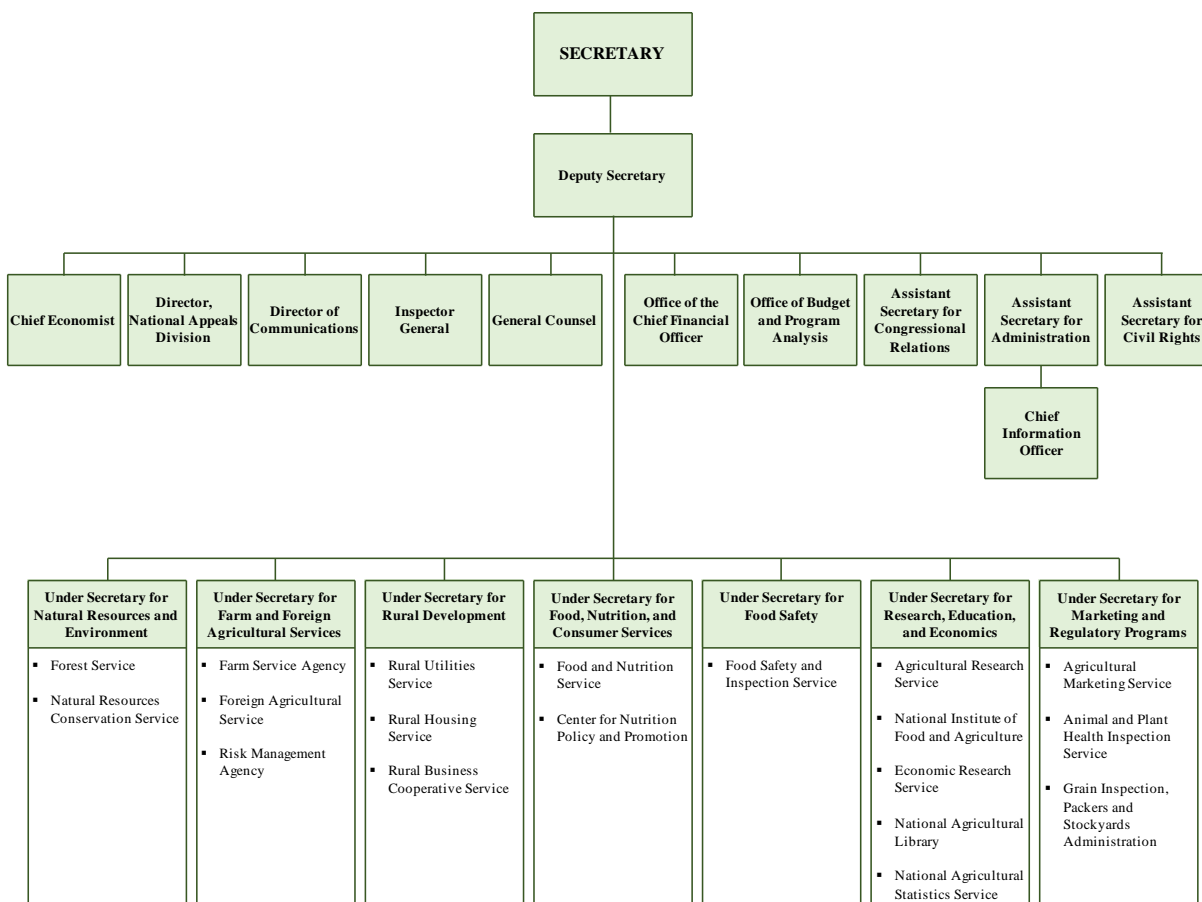 SECRETARY
Deputy Secretary
Chief Economist
Director,
National Appeals
Division
Director of
Communications
Inspector
General
General Counsel
Office of the
Chief Financial
Officer
Office of Budget
and Program
Analysis
Assistant
Secretary for
Congressional
Relations
Assistant
Secretary for
Administration
Assistant
Secretary for
Civil Rights
Chief
Information
Officer
Under Secretary for
Natural Resources and
Environment
▪ Forest Service
▪ Natural Resources
Conservation Service
Under Secretary for
Farm and Foreign
Agricultural Services
▪ Farm Service Agency
▪ Foreign Agricultural
Service
▪ Risk Management
Agency
Under Secretary for
Rural Development
▪ Rural Utilities
Service
▪ Rural Housing
Service
▪ Rural Business
Cooperative Service
Under Secretary for
Food, Nutrition, and
Consumer Services
▪ Food and Nutrition
Service
▪ Center for Nutrition
Policy and Promotion
Under Secretary for
Food Safety
▪ Food Safety and
Inspection Service
Under Secretary for
Research, Education,
and Economics
▪ Agricultural Research
Service
▪ National Institute of
Food and Agriculture
▪ Economic Research
Service
▪ National Agricultural
Library
▪ National Agricultural
Statistics Service
Under Secretary for
Marketing and
Regulatory Programs
▪ Agricultural
Marketing Service
▪ Animal and Plant
Health Inspection
Service
▪ Grain Inspection,
Packers and
Stockyards
Administration